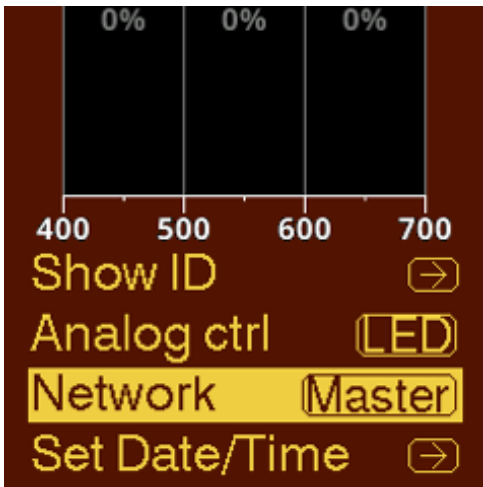 0% 0% 0%
400 500 600 700
Show ID
Analog ctrl LED
Network Master
Set Date/Time